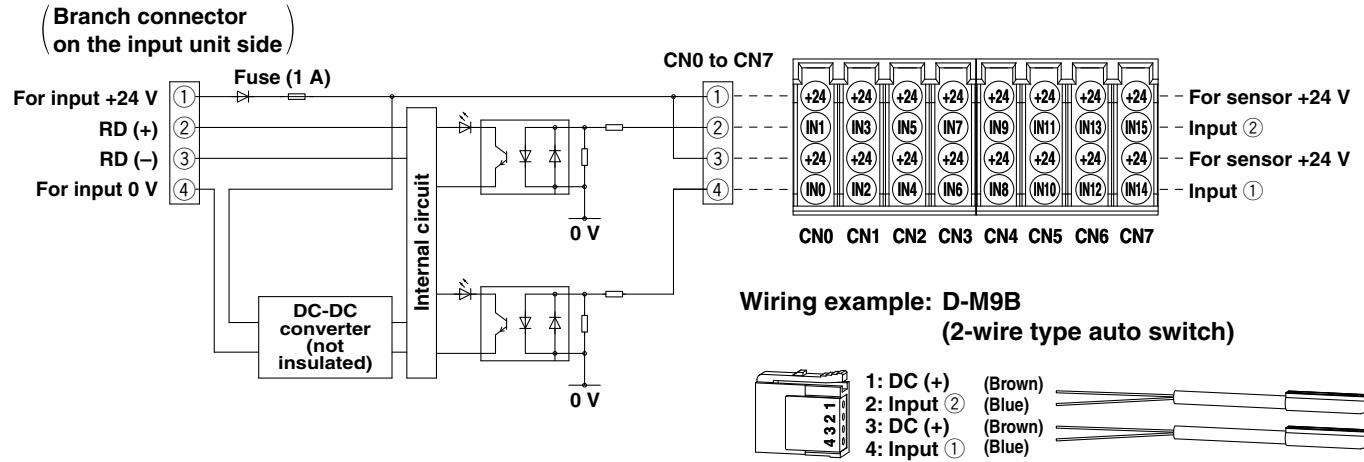 Branch connector
on the input unit side
Fuse (1 A)
For input +24 V ①
RD (+) ②
RD (–) ③
For input 0 V ④
Internal circuit
DC-DC
converter
(not
insulated)
0 V
0 V
CN0 to CN7
①
②
③
④
+24 +24 +24 +24 +24 +24 +24 +24 For sensor +24 V
IN1 IN3 IN5 IN7 IN9 IN11 IN13 IN15 Input ②
+24 +24 +24 +24 +24 +24 +24 +24 For sensor +24 V
IN0 IN2 IN4 IN6 IN8 IN10 IN12 IN14 Input ①
CN0 CN1 CN2 CN3 CN4 CN5 CN6 CN7
Wiring example: D-M9B
(2-wire type auto switch)
4 3 2 1
1: DC (+) (Brown)
2: Input ② (Blue)
3: DC (+) (Brown)
4: Input ① (Blue)